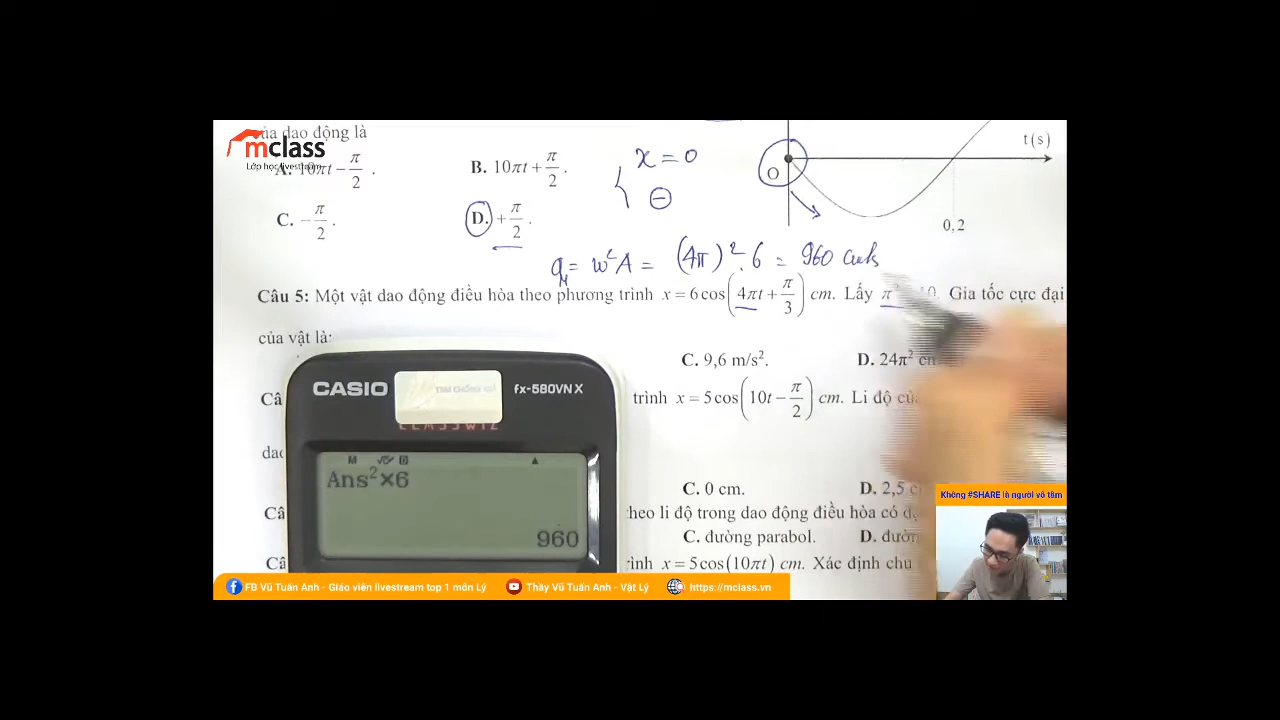 của dao động là
mclass
Lớp học livestream
A. 10πt − π/2 .
B. 10πt + π/2 .
x = 0
⊖
C. − π/2 .
D. + π/2 .
O
t(s)
0,2
= ω²A = (4π)².6 = 960
Câu 5: Một vật dao động điều hòa theo phương trình x = 6cos(4πt + π/3) cm. Lấy π Gia tốc cực đại
của vật là:
C. 9,6 m/s².
D. 24π²
trình x = 5cos(10t − π/2) cm. Li độ
C. 0 cm.
D. 2,5
theo li độ trong dao động điều hòa có
C. đường parabol.
D.
x = 5cos(10πt) cm. Xác định chu
CASIO
fx-580VN X
CLASSWIZ
M √ D ▲
Ans²×6
960
Không #SHARE là người vô tâm
FB Vũ Tuấn Anh - Giáo viên livestream top 1 môn Lý
Thầy Vũ Tuấn Anh - Vật Lý
https://mclass.vn